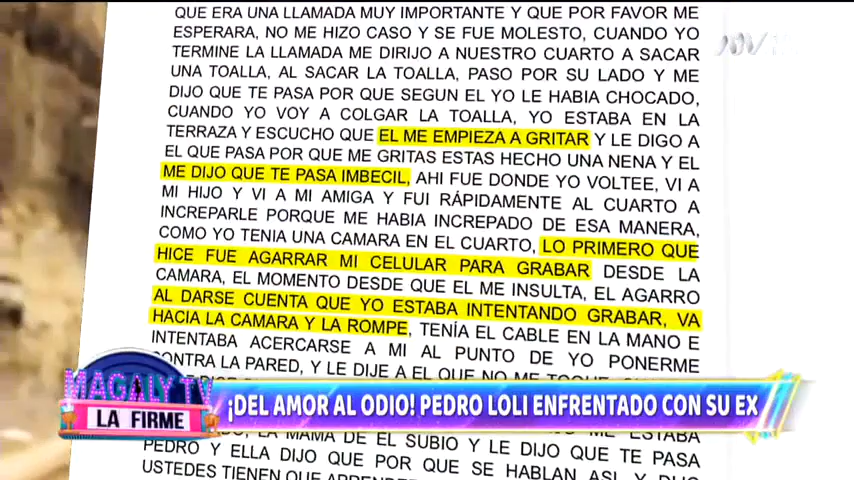 QUE ERA UNA LLAMADA MUY IMPORTANTE Y QUE POR FAVOR ME
ESPERARA, NO ME HIZO CASO Y SE FUE MOLESTO, CUANDO YO
TERMINE LA LLAMADA ME DIRIJO A NUESTRO CUARTO A SACAR
UNA TOALLA, AL SACAR LA TOALLA, PASO POR SU LADO Y ME
DIJO QUE TE PASA POR QUE SEGUN EL YO LE HABIA CHOCADO,
CUANDO YO VOY A COLGAR LA TOALLA, YO ESTABA EN LA
TERRAZA Y ESCUCHO QUE EL ME EMPIEZA A GRITAR Y LE DIGO A
EL QUE PASA POR QUE ME GRITAS ESTAS HECHO UNA NENA Y EL
ME DIJO QUE TE PASA IMBECIL, AHI FUE DONDE YO VOLTEE, VI A
MI HIJO Y VI A MI AMIGA Y FUI RÁPIDAMENTE AL CUARTO A
INCREPARLE PORQUE ME HABIA INCREPADO DE ESA MANERA,
COMO YO TENIA UNA CAMARA EN EL CUARTO, LO PRIMERO QUE
HICE FUE AGARRAR MI CELULAR PARA GRABAR DESDE LA
CAMARA, EL MOMENTO DESDE QUE EL ME INSULTA, EL AGARRO
AL DARSE CUENTA QUE YO ESTABA INTENTANDO GRABAR, VA
HACIA LA CAMARA Y LA ROMPE, TENÍA EL CABLE EN LA MANO E
INTENTABA ACERCARSE A MI AL PUNTO DE YO PONERME
CONTRA LA PARED, Y LE DIJE A EL QUE NO ME TOQUE,
MAGALY TV
LA FIRME
¡DEL AMOR AL ODIO! PEDRO LOLI ENFRENTADO CON SU EX
ESTABA
LA MAMA DE EL SUBIO Y LE DIJO QUE TE PASA
PEDRO Y ELLA DIJO QUE POR QUE SE HABLAN ASI, Y DIJO
USTEDES TIENEN QUE